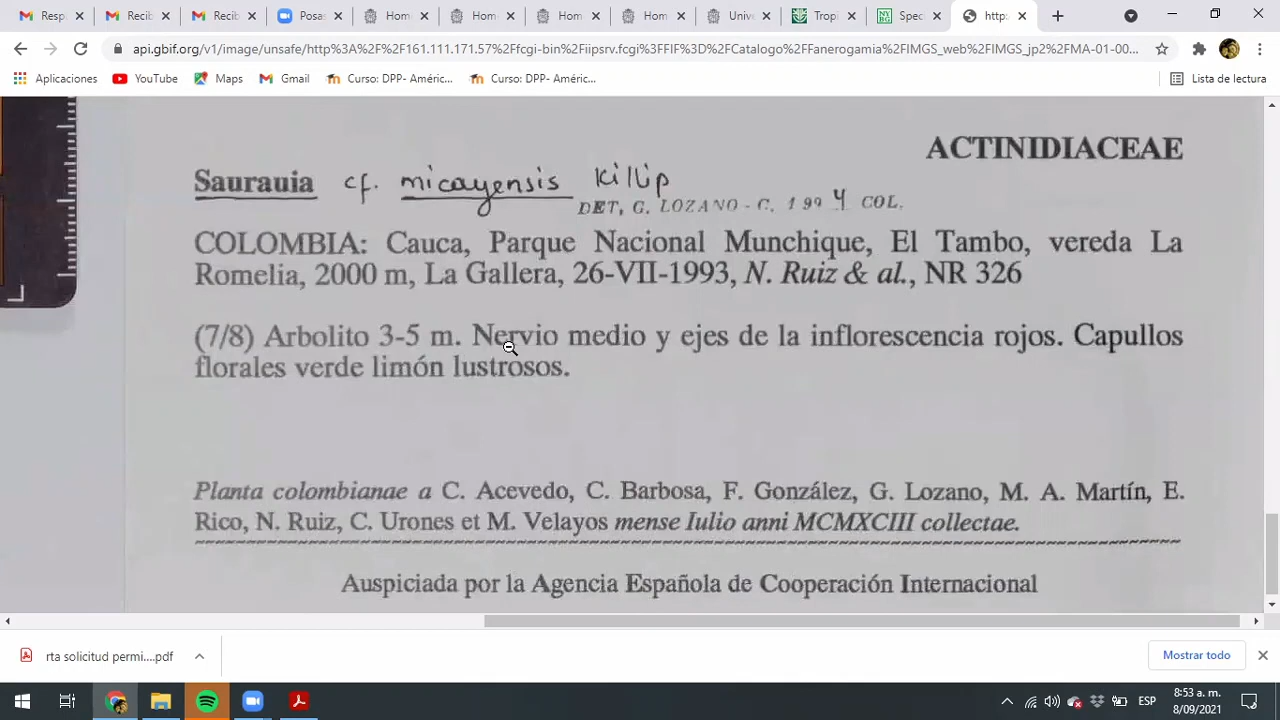 Resp
Recib
Recib
Posas
Hom
Hom
Hom
Hom
Unive
Tropi
Spec
http:
api.gbif.org/v1/image/unsafe/http%3A%2F%2F161.111.171.57%2Ffcgi-bin%2Fiipsrv.fcgi%3FFIF%3D%2FCatalogo%2FFanerogamia%2FIMGS_web%2FIMGS_jp2%2FMA-01-00...
Aplicaciones
YouTube
Maps
Gmail
Curso: DPP- Améric...
Curso: DPP- Améric...
Lista de lectura
ACTINIDIACEAE
Saurauia cf. micayensis Killip
DET, G. LOZANO - C. 1994 COL.
COLOMBIA: Cauca, Parque Nacional Munchique, El Tambo, vereda La
Romelia, 2000 m, La Gallera, 26-VII-1993, N. Ruiz & al., NR 326
(7/8) Arbolito 3-5 m. Nervio medio y ejes de la inflorescencia rojos. Capullos
florales verde limón lustrosos.
Planta colombianae a C. Acevedo, C. Barbosa, F. González, G. Lozano, M. A. Martín, E.
Rico, N. Ruiz, C. Urones et M. Velayos mense Iulio anni MCMXCIII collectae.
Auspiciada por la Agencia Española de Cooperación Internacional
rta solicitud permi....pdf
Mostrar todo
ESP
8:53 a. m.
8/09/2021